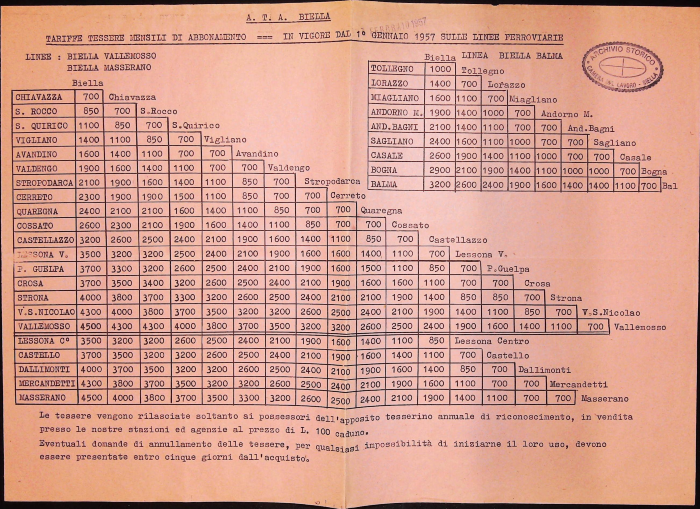 A. T. A. BIELLA
TARIFFE TESSERE MENSILI DI ABBONAMENTO === IN VIGORE DAL 1º GENNAIO 1957 SULLE LINEE FERROVIARIE
LINEE : BIELLA VALLEMOSSO
BIELLA MASSERANO
Biella LINEA BIELLA BALMA
TOLLEGNO 1000 Tollegno
LORAZZO 1400 700 Lorazzo
MIAGLIANO 1600 1100 700 Miagliano
ANDORNO M. 1900 1400 1000 700 Andorno M.
AND.BAGNI 2100 1400 1100 700 700 And.Bagni
SAGLIANO 2400 1600 1400 1000 700 700 Sagliano
CASALE 2600 1900 1400 1100 1000 700 700 Casale
BOGNA 2900 2100 1600 1400 1100 1000 1000 700 Bogna
BALMA 3200 2600 2400 1900 1600 1400 1400 1100 700 Bal
ARCHIVIO STORICO
CAMERA DEL LAVORO - BIELLA
Biella
CHIAVAZZA 700 Chiavazza
S. ROCCO 850 700 S.Rocco
S. QUIRICO 1100 850 700 S.Quirico
VIGLIANO 1400 1100 850 700 Vigliano
AVANDINO 1600 1400 1100 700 700 Avandino
VALDENGO 1900 1600 1400 1100 700 700 Valdengo
STROPODARCA 2100 1900 1600 1400 1100 850 700 Stropodarca
CERRETO 2300 1900 1900 1500 1400 1100 700 700 Cerreto
QUAREGNA 2400 2100 2100 1600 1400 1100 850 700 700 Quaregna
COSSATO 2600 2300 2100 1900 1600 1400 1100 850 700 700 Cossato
CASTELLAZZO 3200 2600 2500 2400 2100 1900 1600 1400 1100 850 700 Castellazzo
LESSONA V. 3500 3200 3200 2500 2400 2100 1900 1600 1600 1400 1100 700 Lessona V.
P. GUELPA 3700 3300 3200 2600 2500 2400 2100 1900 1600 1500 1100 850 700 P.Guelpa
CROSA 3700 3500 3400 3200 2600 2500 2400 2100 1900 1600 1600 1100 700 700 Crosa
STRONA 4000 3800 3700 3300 3200 2600 2500 2400 2100 2100 1900 1400 850 850 700 Strona
V.S.NICOLAO 4300 4000 3800 3700 3300 3200 2600 2500 2400 2100 1900 1400 1400 1100 850 700 V.S.Nicolao
VALLEMOSSO 4500 4300 4300 4000 3800 3700 3500 3200 3200 2600 2500 2400 1900 1600 1400 1100 700 Vallemosso
LESSONA Cº 3500 3200 3200 2600 2500 2400 2100 1900 1600 1400 1100 850 Lessona Centro
CASTELLO 3700 3500 3200 3200 2600 2500 2100 1900 1600 1400 1100 700 700 Castello
DALLIMONTI 4000 3700 3500 3200 3200 2600 2400 2100 1900 1600 1400 850 700 700 Dallimonti
MERCANDETTI 4300 3800 3700 3500 3200 3200 2500 2400 2100 1900 1600 1100 700 700 700 Mercandetti
MASSERANO 4500 4000 3800 3700 3500 3200 2600 2500 2400 2100 1900 1400 1100 700 700 700 Masserano
Le tessere vengono rilasciate soltanto ai possessori dell'apposito tesserino annuale di riconoscimento, in vendita
presso le nostre stazioni ed agenzie al prezzo di L. 100 caduno.
Eventuali domande di annullamento delle tessere, per qualsiasi impossibilità di iniziarne il loro uso, devono
essere presentate entro cinque giorni dall'acquisto.